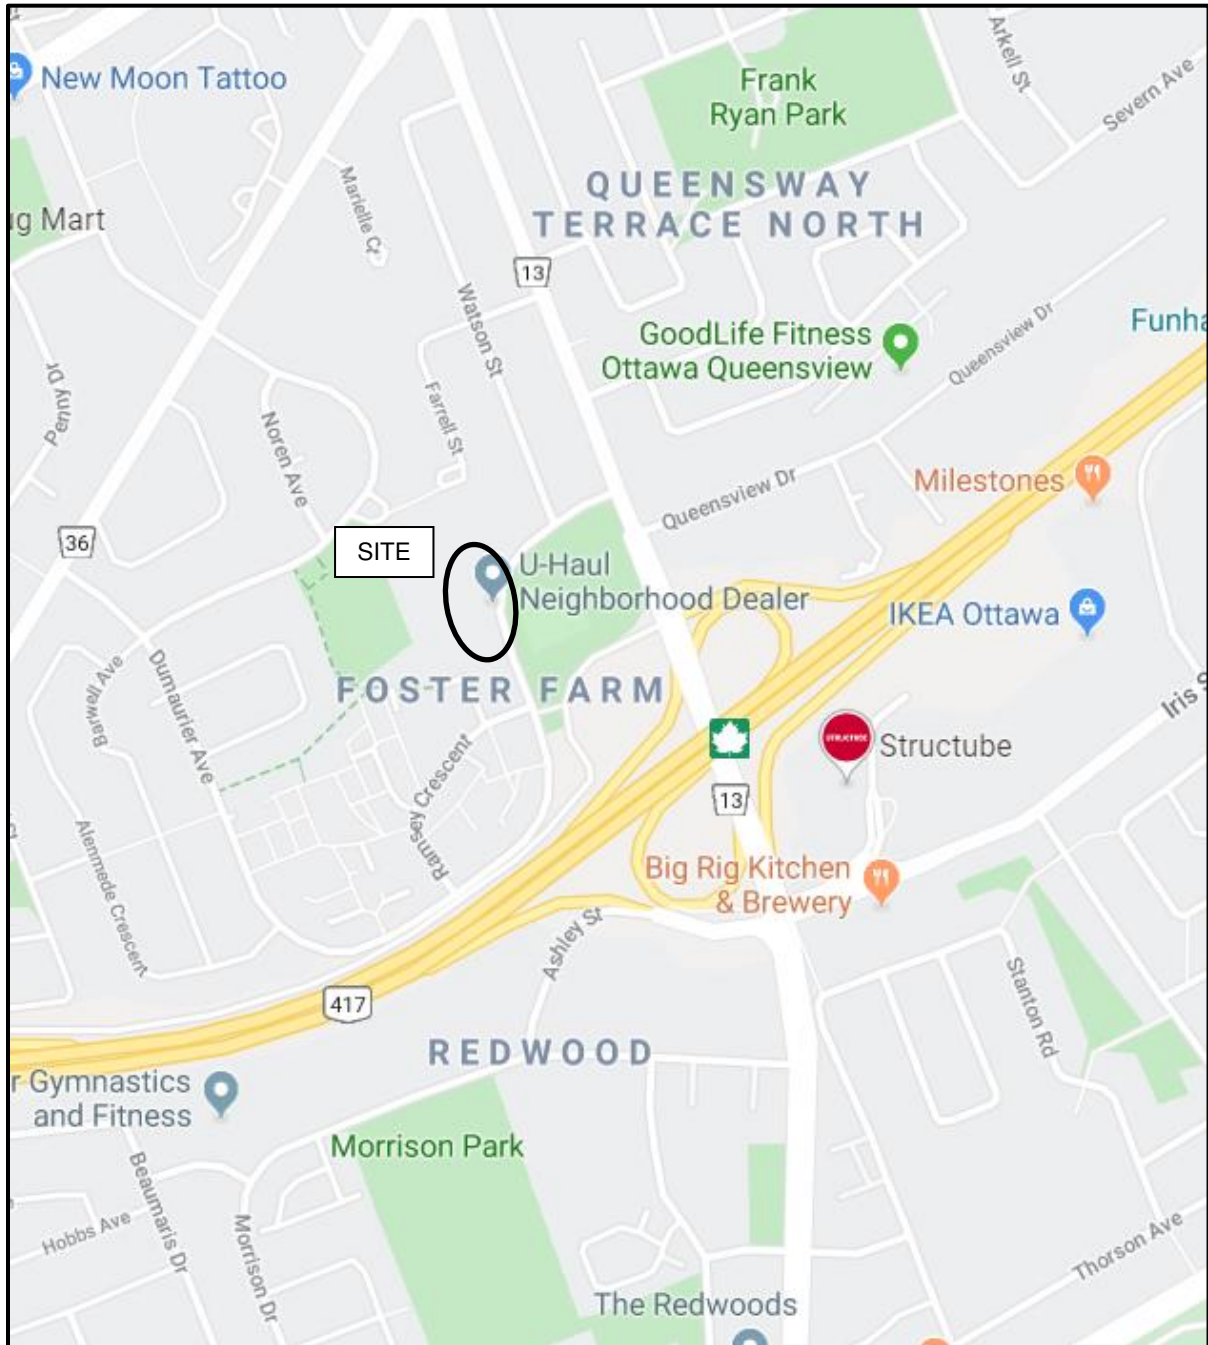 Arkell St
Frank
Ryan Park
New Moon Tattoo
Severn Ave
QUEENSWAY
TERRACE NORTH
Marielle Cr
ug Mart
13
Watson St
Funha
GoodLife Fitness
Ottawa Queensview
Queensview Dr
Penny Dr
Farrell St
Noren Ave
Milestones
Queensview Dr
36
SITE
U-Haul
Neighborhood Dealer
IKEA Ottawa
Dumaurier Ave
Banwell Ave
FOSTER FARM
Iris S
STRUCTUBE
Structube
Ramsey Crescent
13
Alenmede Crescent
Big Rig Kitchen
& Brewery
Ashley St
Stanton Rd
417
REDWOOD
r Gymnastics
and Fitness
Morrison Park
Beaumaris Dr
Hobbs Ave
Morrison Dr
Thorson Ave
The Redwoods